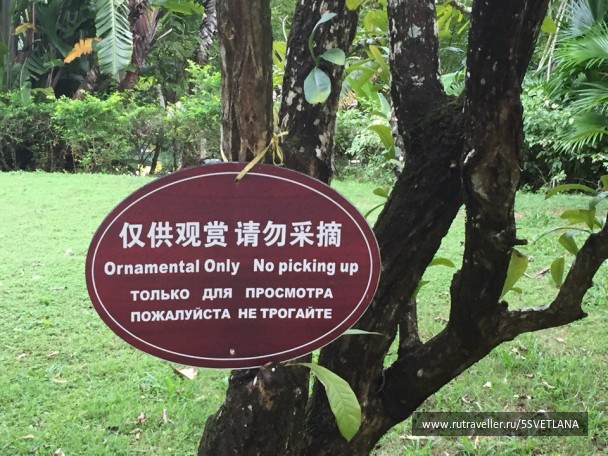 仅供观赏 请勿采摘
Ornamental Only No picking up
ТОЛЬКО ДЛЯ ПРОСМОТРА
ПОЖАЛУЙСТА НЕ ТРОГАЙТЕ
www.rutraveller.ru/5SVETLANA